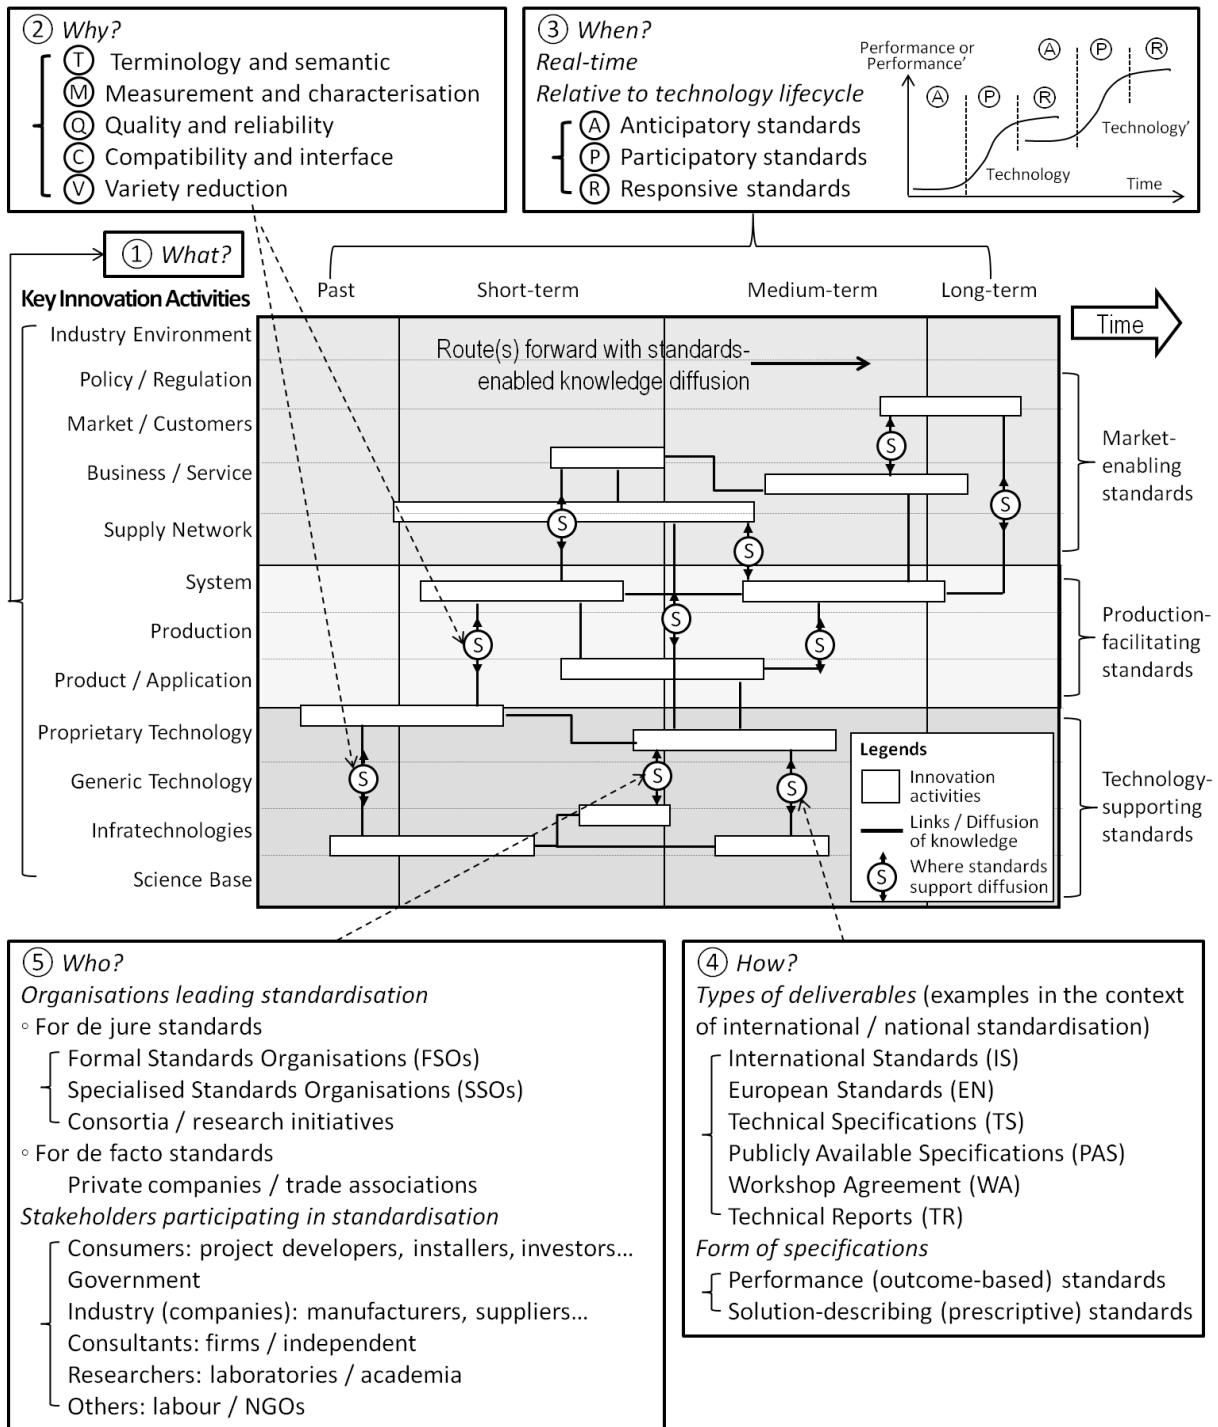 ② Why?
Ⓣ Terminology and semantic
Ⓜ Measurement and characterisation
Ⓠ Quality and reliability
Ⓒ Compatibility and interface
Ⓥ Variety reduction
③ When?
Real-time
Relative to technology lifecycle
Ⓐ Anticipatory standards
Ⓟ Participatory standards
Ⓡ Responsive standards
Performance or
Performance’
Ⓐ Ⓟ Ⓡ
Ⓐ Ⓟ Ⓡ
Technology’
Technology
Time
① What?
Key Innovation Activities
Past
Short-term
Medium-term
Long-term
Time
Industry Environment
Policy / Regulation
Market / Customers
Business / Service
Supply Network
System
Production
Product / Application
Proprietary Technology
Generic Technology
Infratechnologies
Science Base
Route(s) forward with standards-
enabled knowledge diffusion
Ⓢ
Ⓢ
Ⓢ
Ⓢ
Ⓢ
Ⓢ
Ⓢ
Ⓢ
Ⓢ
Ⓢ
Market-
enabling
standards
Production-
facilitating
standards
Technology-
supporting
standards
Legends
Innovation
activities
Links / Diffusion
of knowledge
Ⓢ Where standards
support diffusion
⑤ Who?
Organisations leading standardisation
◦ For de jure standards
Formal Standards Organisations (FSOs)
Specialised Standards Organisations (SSOs)
Consortia / research initiatives
◦ For de facto standards
Private companies / trade associations
Stakeholders participating in standardisation
Consumers: project developers, installers, investors...
Government
Industry (companies): manufacturers, suppliers...
Consultants: firms / independent
Researchers: laboratories / academia
Others: labour / NGOs
④ How?
Types of deliverables (examples in the context
of international / national standardisation)
International Standards (IS)
European Standards (EN)
Technical Specifications (TS)
Publicly Available Specifications (PAS)
Workshop Agreement (WA)
Technical Reports (TR)
Form of specifications
Performance (outcome-based) standards
Solution-describing (prescriptive) standards